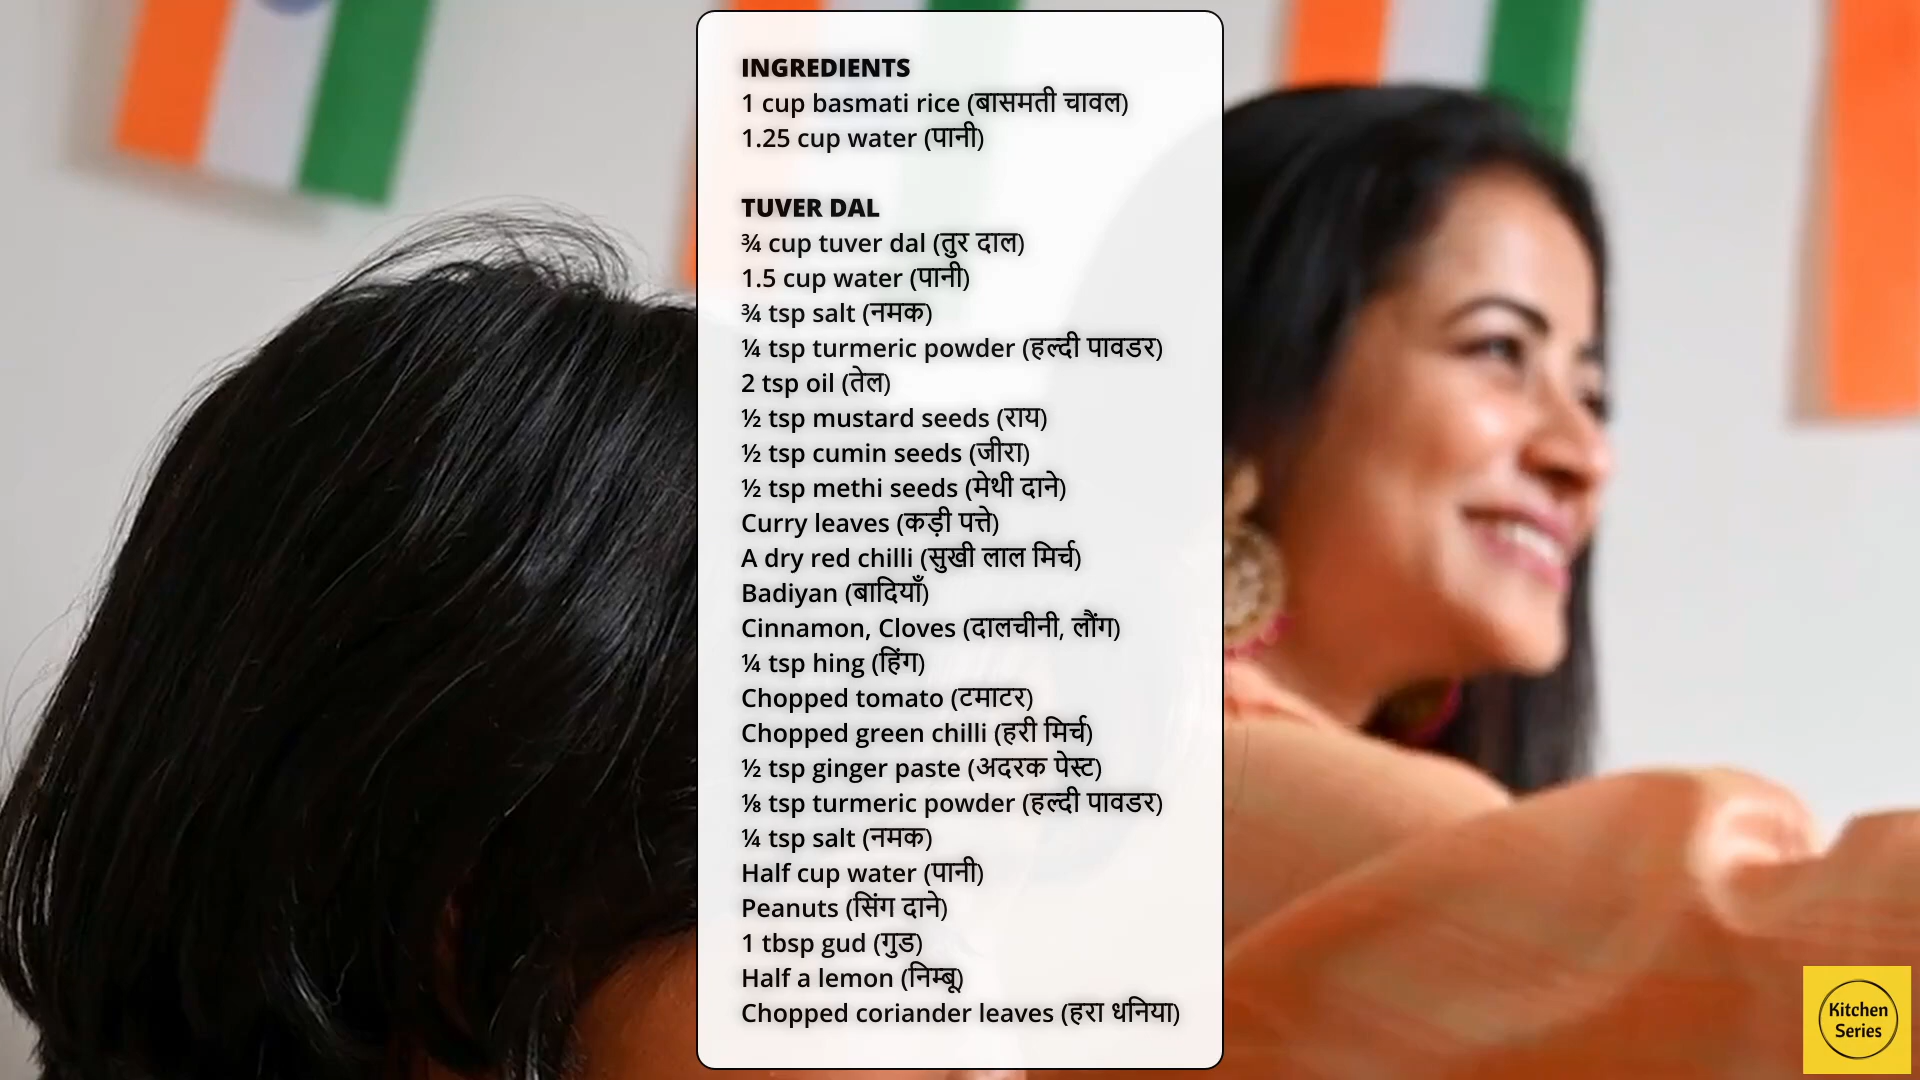 INGREDIENTS
1 cup basmati rice (बासमती चावल)
1.25 cup water (पानी)
TUVER DAL
¾ cup tuver dal (तुर दाल)
1.5 cup water (पानी)
¾ tsp salt (नमक)
¼ tsp turmeric powder (हल्दी पावडर)
2 tsp oil (तेल)
½ tsp mustard seeds (राय)
½ tsp cumin seeds (जीरा)
½ tsp methi seeds (मेथी दाने)
Curry leaves (कड़ी पत्ते)
A dry red chilli (सुखी लाल मिर्च)
Badiyan (बादियाँ)
Cinnamon, Cloves (दालचीनी, लौंग)
¼ tsp hing (हिंग)
Chopped tomato (टमाटर)
Chopped green chilli (हरी मिर्च)
½ tsp ginger paste (अदरक पेस्ट)
⅛ tsp turmeric powder (हल्दी पावडर)
¼ tsp salt (नमक)
Half cup water (पानी)
Peanuts (सिंग दाने)
1 tbsp gud (गुड)
Half a lemon (निम्बू)
Chopped coriander leaves (हरा धनिया)
Kitchen
Series